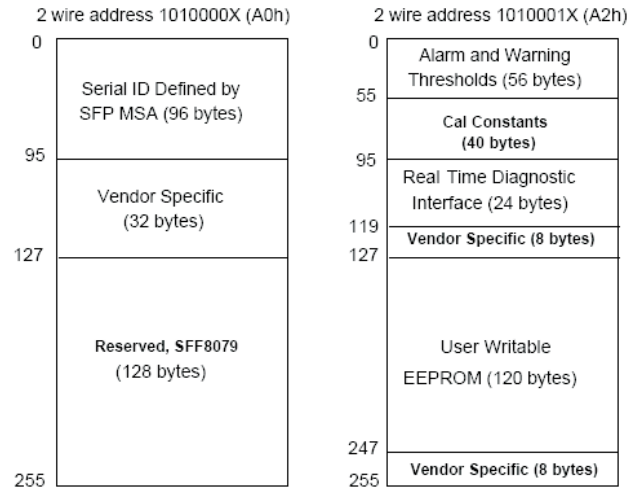 2 wire address 1010000X (A0h)
0
Serial ID Defined by
SFP MSA (96 bytes)
95
Vendor Specific
(32 bytes)
127
Reserved, SFF8079
(128 bytes)
255
2 wire address 1010001X (A2h)
0
Alarm and Warning
Thresholds (56 bytes)
55
Cal Constants
(40 bytes)
95
Real Time Diagnostic
Interface (24 bytes)
119
Vendor Specific (8 bytes)
127
User Writable
EEPROM (120 bytes)
247
Vendor Specific (8 bytes)
255